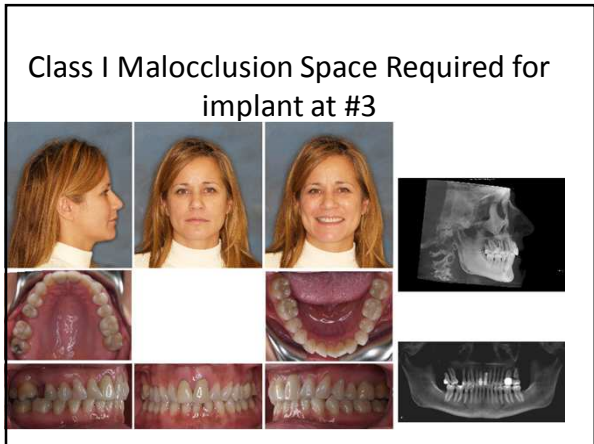 Class I Malocclusion Space Required for
implant at #3